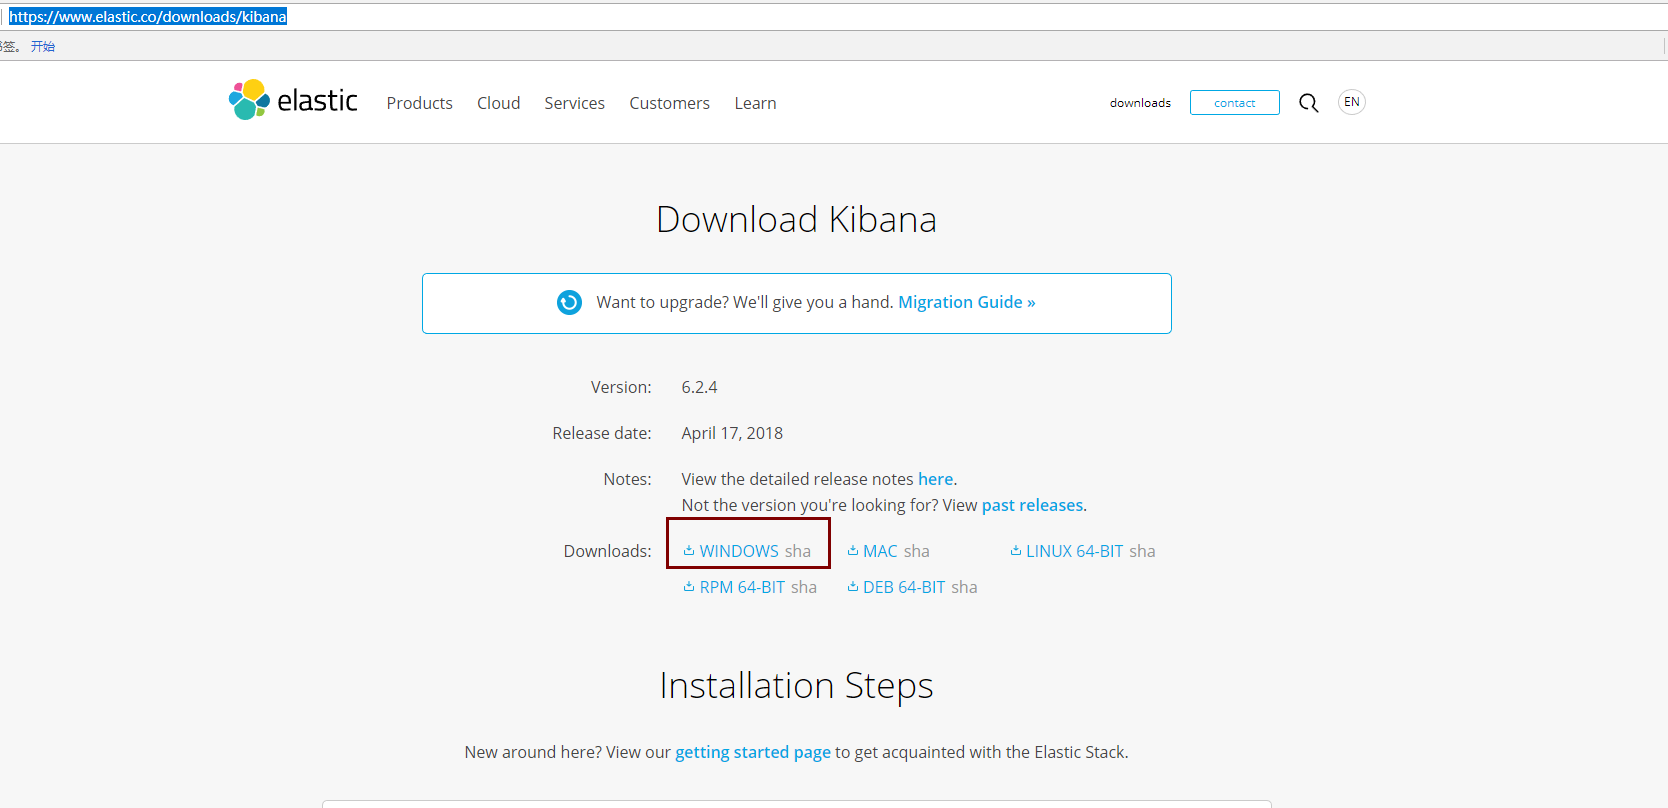 https://www.elastic.co/downloads/kibana
签。 开始
elastic Products Cloud Services Customers Learn downloads contact EN
Download Kibana
Want to upgrade? We'll give you a hand. Migration Guide »
Version: 6.2.4
Release date: April 17, 2018
Notes: View the detailed release notes here.
Not the version you're looking for? View past releases.
Downloads: WINDOWS sha MAC sha LINUX 64-BIT sha
RPM 64-BIT sha DEB 64-BIT sha
Installation Steps
New around here? View our getting started page to get acquainted with the Elastic Stack.